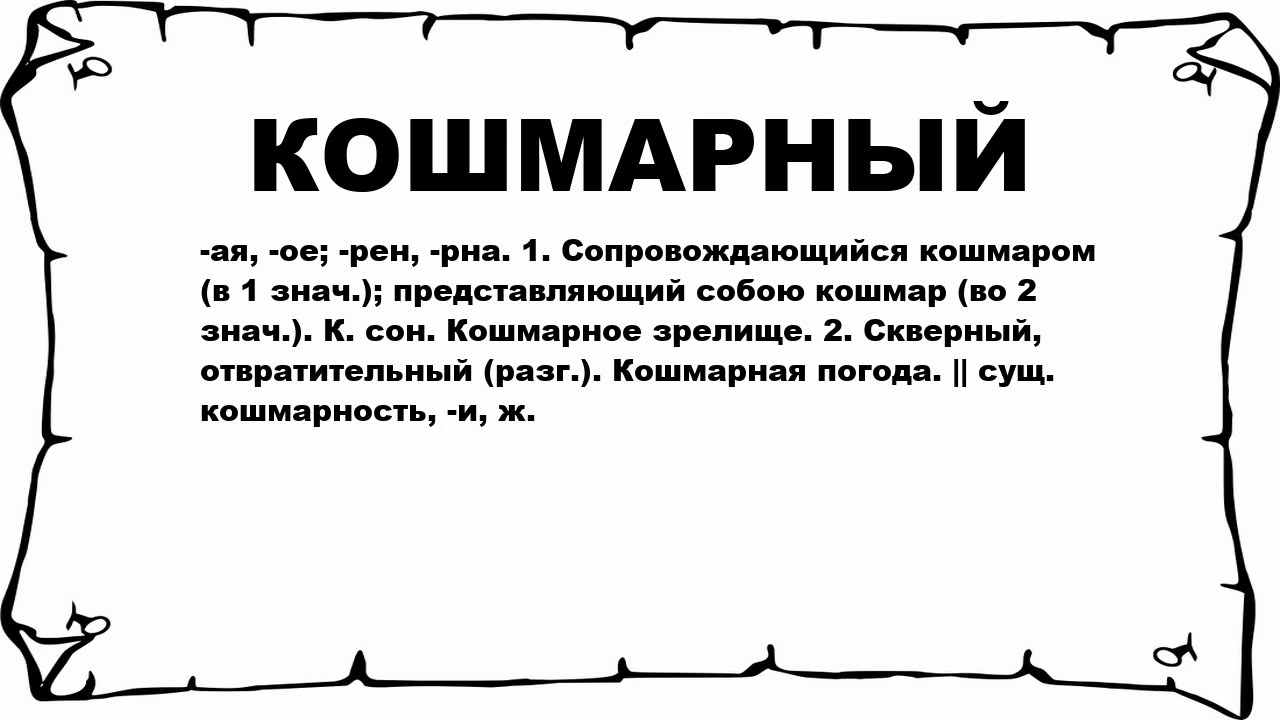 КОШМАРНЫЙ
-ая, -ое; -рен, -рна. 1. Сопровождающийся кошмаром
(в 1 знач.); представляющий собою кошмар (во 2
знач.). К. сон. Кошмарное зрелище. 2. Скверный,
отвратительный (разг.). Кошмарная погода. || сущ.
кошмарность, -и, ж.